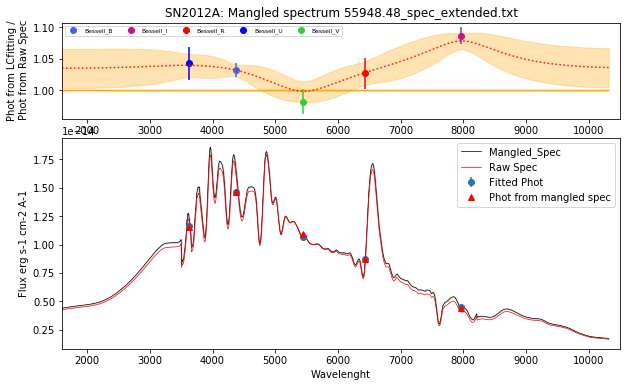 SN2012A: Mangled spectrum 55948.48_spec_extended.txt
Phot from LCfitting /
Phot from Raw Spec
Bessell_B Bessell_I Bessell_R Bessell_U Bessell_V
1.10
1.05
1.00
2000 3000 4000 5000 6000 7000 8000 9000 10000
1e−14
Flux erg s-1 cm-2 A-1
1.75
1.50
1.25
1.00
0.75
0.50
0.25
Mangled_Spec
Raw Spec
Fitted Phot
Phot from mangled spec
2000 3000 4000 5000 6000 7000 8000 9000 10000
Wavelenght